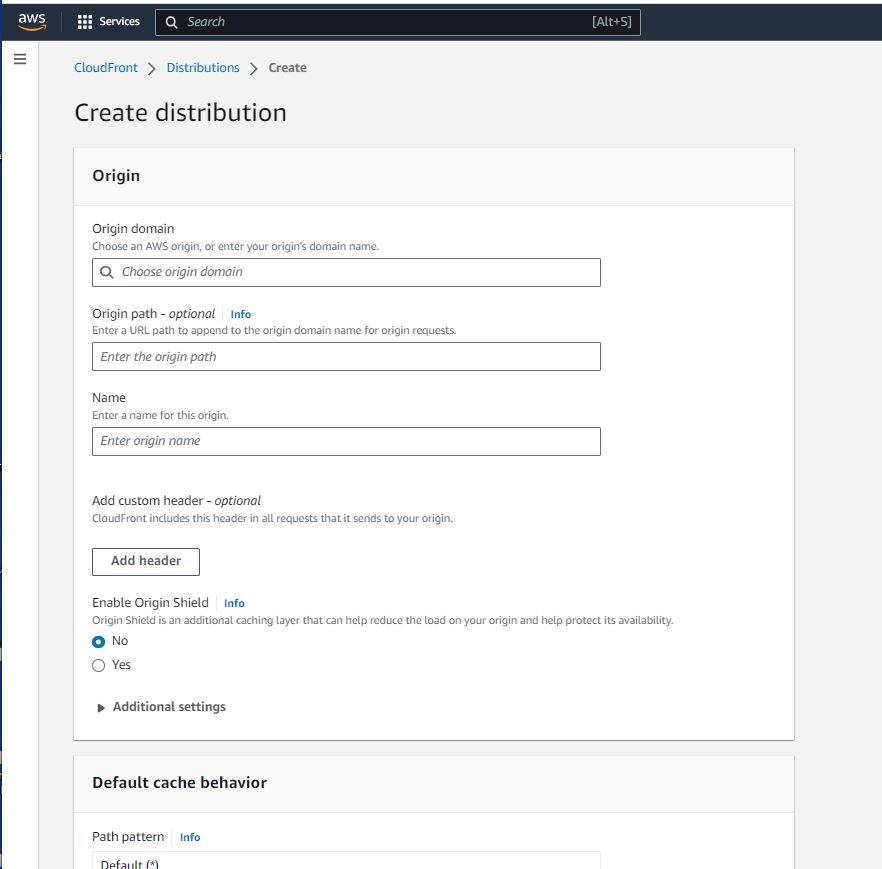 aws Services Search [Alt+S]
CloudFront > Distributions > Create
Create distribution
Origin
Origin domain
Choose an AWS origin, or enter your origin's domain name.
Choose origin domain
Origin path - optional Info
Enter a URL path to append to the origin domain name for origin requests.
Enter the origin path
Name
Enter a name for this origin.
Enter origin name
Add custom header - optional
CloudFront includes this header in all requests that it sends to your origin.
Add header
Enable Origin Shield Info
Origin Shield is an additional caching layer that can help reduce the load on your origin and help protect its availability.
No
Yes
Additional settings
Default cache behavior
Path pattern Info
Default (*)